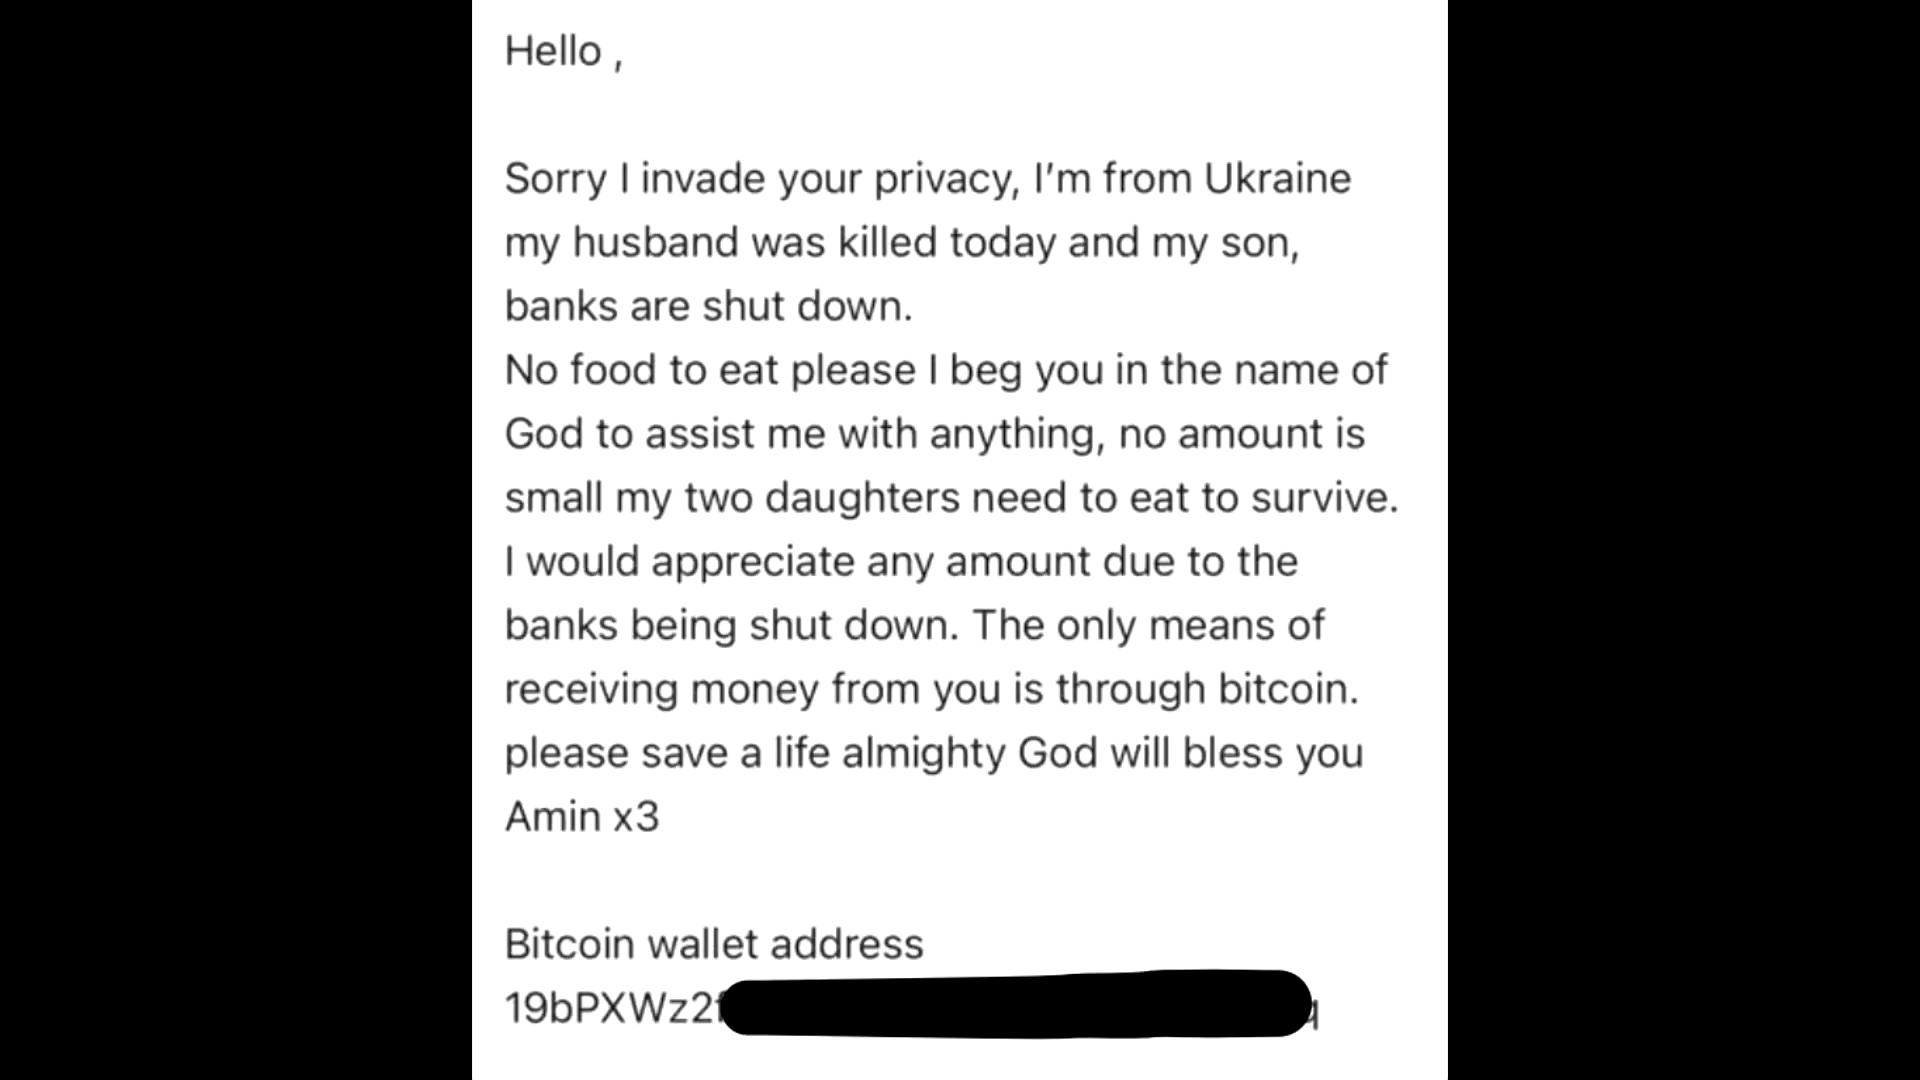 Hello ,
Sorry I invade your privacy, I'm from Ukraine
my husband was killed today and my son,
banks are shut down.
No food to eat please I beg you in the name of
God to assist me with anything, no amount is
small my two daughters need to eat to survive.
I would appreciate any amount due to the
banks being shut down. The only means of
receiving money from you is through bitcoin.
please save a life almighty God will bless you
Amin x3
Bitcoin wallet address
19bPXWz2